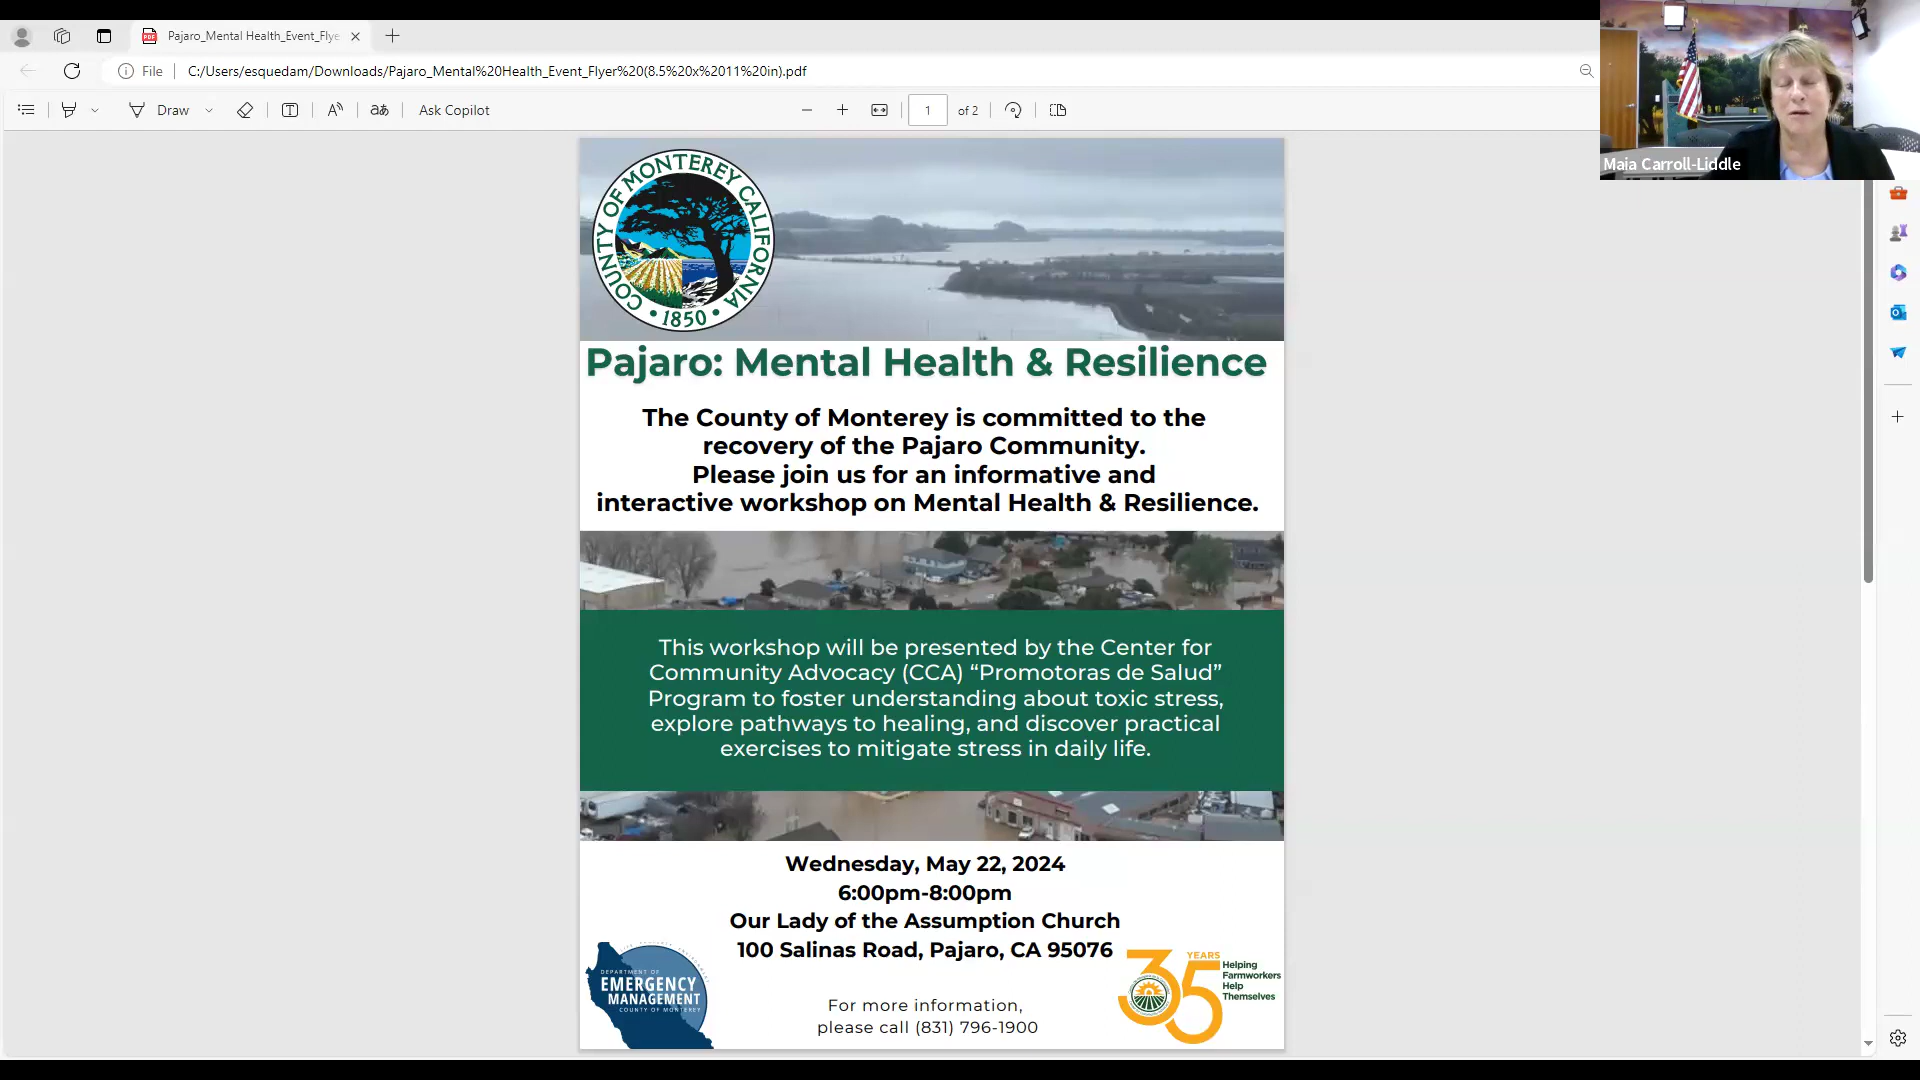 Pajaro_Mental Health_Event_Flye
File
C:/Users/esquedam/Downloads/Pajaro_Mental%20Health_Event_Flyer%20(8.5%20x%2011%20in).pdf
Draw
Ask Copilot
1
of 2
Maia Carroll-Liddle
COUNTY OF MONTEREY CALIFORNIA
• 1850 •
Pajaro: Mental Health & Resilience
The County of Monterey is committed to the
recovery of the Pajaro Community.
Please join us for an informative and
interactive workshop on Mental Health & Resilience.
This workshop will be presented by the Center for
Community Advocacy (CCA) “Promotoras de Salud”
Program to foster understanding about toxic stress,
explore pathways to healing, and discover practical
exercises to mitigate stress in daily life.
Wednesday, May 22, 2024
6:00pm-8:00pm
Our Lady of the Assumption Church
100 Salinas Road, Pajaro, CA 95076
DEPARTMENT OF
EMERGENCY
MANAGEMENT
COUNTY OF MONTEREY
35
YEARS
Helping
Farmworkers
Help
Themselves
For more information,
please call (831) 796-1900